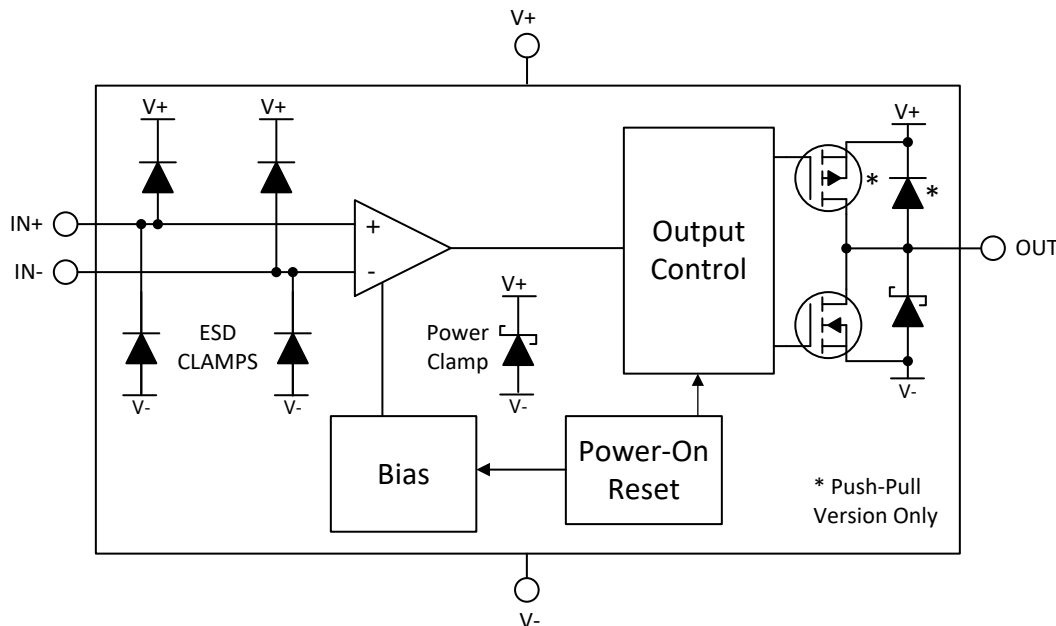 V+
V+
V+
V+
IN+
+
*
*
Output
Control
OUT
IN-
-
V+
ESD
CLAMPS
Power
Clamp
V-
V-
V-
V-
Bias
Power-On
Reset
* Push-Pull
Version Only
V-